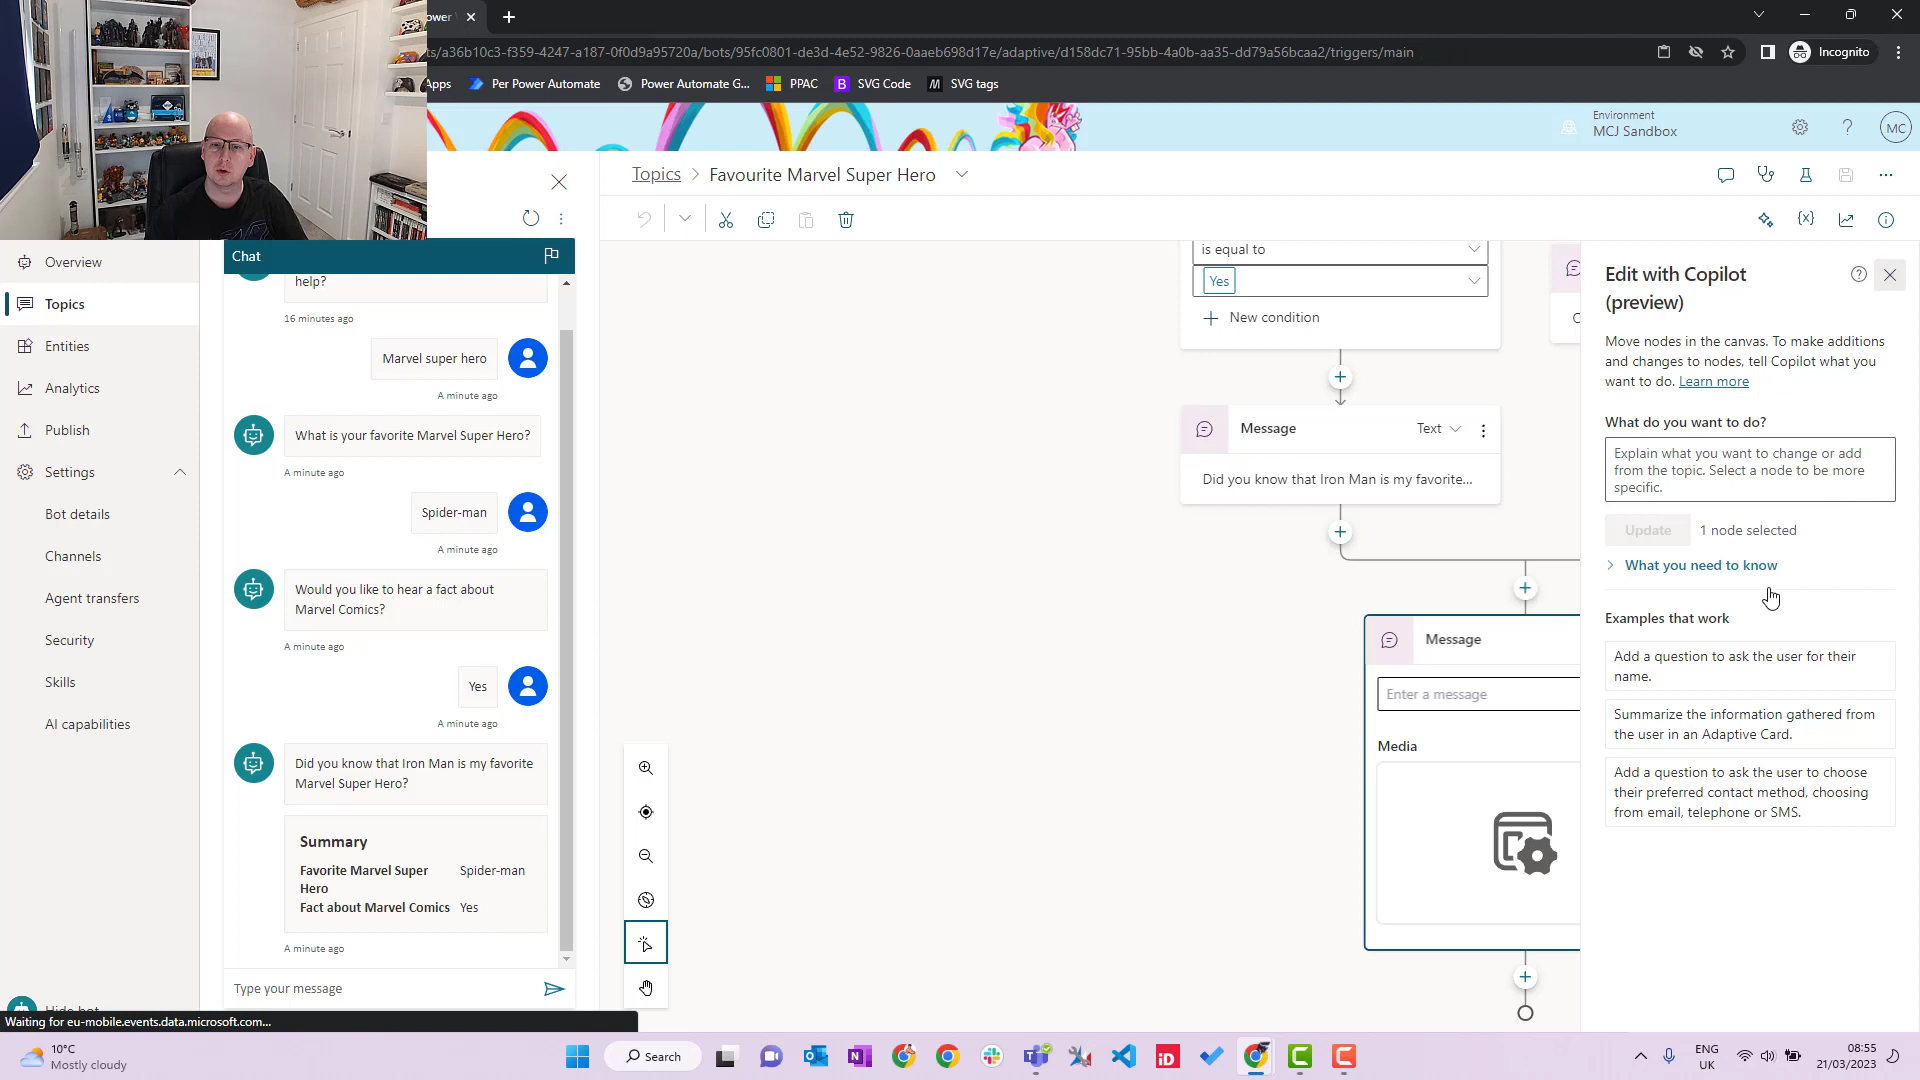 ower
ts/a36b10c3-f359-4247-a187-0f0d9a95720a/bots/95fc0801-de3d-4e52-9826-0aaeb698d17e/adaptive/d158dc71-95bb-4a0b-aa35-dd79a56bcaa2/triggers/main
Incognito
Apps
Per Power Automate
Power Automate G...
PPAC
SVG Code
SVG tags
Environment
MCJ Sandbox
MC
Topics
Favourite Marvel Super Hero
Overview
Topics
Entities
Analytics
Publish
Settings
Bot details
Channels
Agent transfers
Security
Skills
AI capabilities
Hide bot
Chat
help?
16 minutes ago
Marvel super hero
A minute ago
What is your favorite Marvel Super Hero?
A minute ago
Spider-man
A minute ago
Would you like to hear a fact about
Marvel Comics?
A minute ago
Yes
A minute ago
Did you know that Iron Man is my favorite
Marvel Super Hero?
Summary
Favorite Marvel Super
Hero
Spider-man
Fact about Marvel Comics
Yes
A minute ago
Type your message
is equal to
Yes
New condition
Message
Text
Did you know that Iron Man is my favorite...
Message
Enter a message
Media
Edit with Copilot
(preview)
Move nodes in the canvas. To make additions
and changes to nodes, tell Copilot what you
want to do. Learn more
What do you want to do?
Explain what you want to change or add
from the topic. Select a node to be more
specific.
Update
1 node selected
What you need to know
Examples that work
Add a question to ask the user for their
name.
Summarize the information gathered from
the user in an Adaptive Card.
Add a question to ask the user to choose
their preferred contact method, choosing
from email, telephone or SMS.
Waiting for eu-mobile.events.data.microsoft.com...
10°C
Mostly cloudy
Search
ENG
UK
08:55
21/03/2023